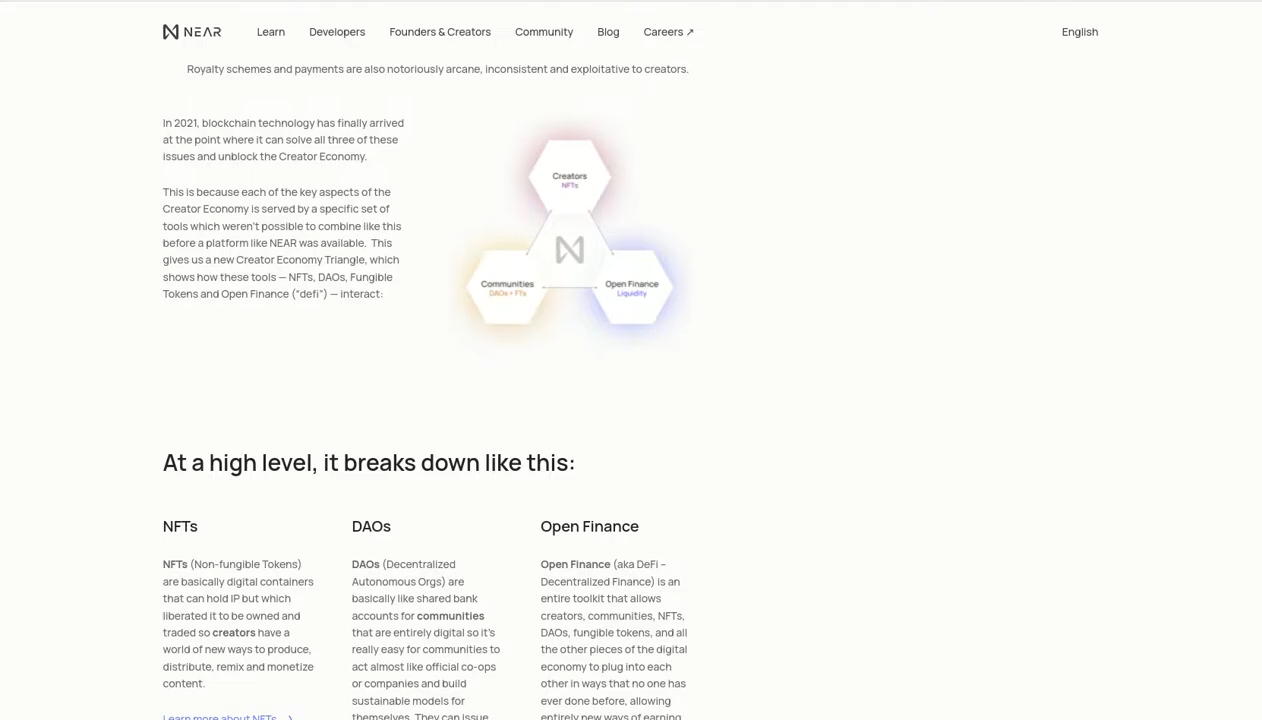 NEAR
Learn
Developers
Founders & Creators
Community
Blog
Careers ↗
English
Royalty schemes and payments are also notoriously arcane, inconsistent and exploitative to creators.
In 2021, blockchain technology has finally arrived
at the point where it can solve all three of these
issues and unblock the Creator Economy.
This is because each of the key aspects of the
Creator Economy is served by a specific set of
tools which weren't possible to combine like this
before a platform like NEAR was available. This
gives us a new Creator Economy Triangle, which
shows how these tools — NFTs, DAOs, Fungible
Tokens and Open Finance ("defi") — interact:
Creators
NFTs
Communities
DAOs + FTs
Open Finance
Liquidity
At a high level, it breaks down like this:
NFTs
NFTs (Non-fungible Tokens)
are basically digital containers
that can hold IP but which
liberated it to be owned and
traded so creators have a
world of new ways to produce,
distribute, remix and monetize
content.
Learn more about NFTs
DAOs
DAOs (Decentralized
Autonomous Orgs) are
basically like shared bank
accounts for communities
that are entirely digital so it's
really easy for communities to
act almost like official co-ops
or companies and build
sustainable models for
themselves. They can issue
Open Finance
Open Finance (aka DeFi –
Decentralized Finance) is an
entire toolkit that allows
creators, communities, NFTs,
DAOs, fungible tokens, and all
the other pieces of the digital
economy to plug into each
other in ways that no one has
ever done before, allowing
entirely new ways of earning